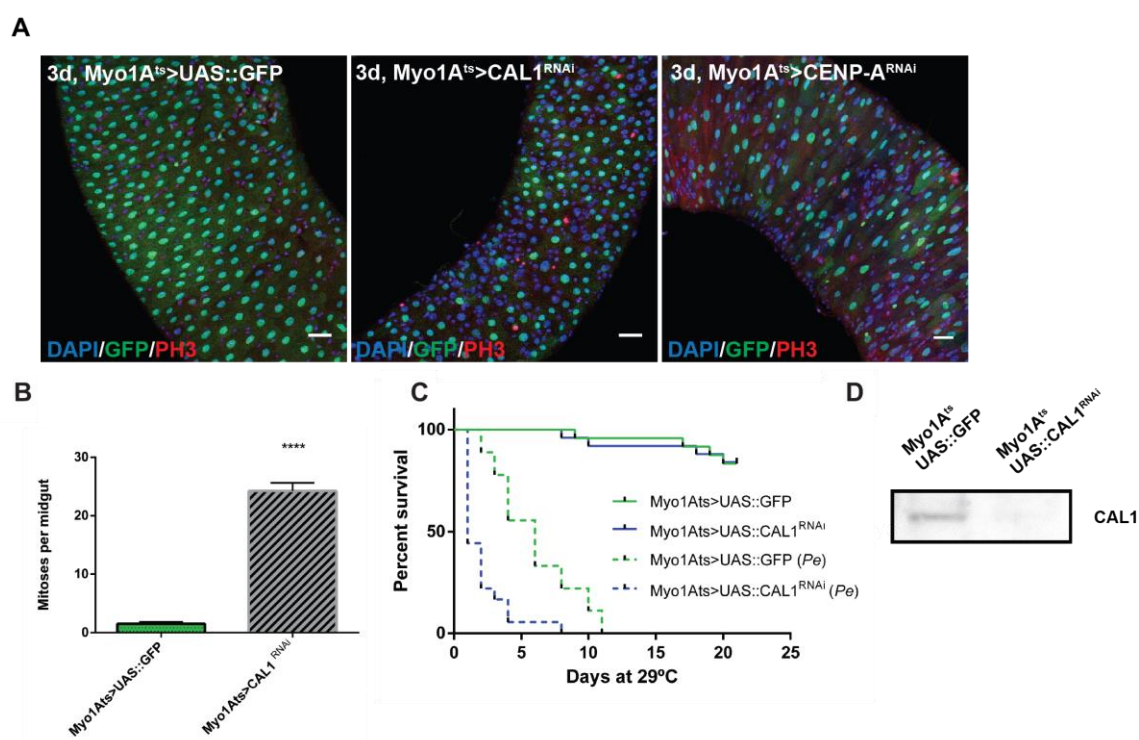 A
3d, Myo1Ats>UAS::GFP
3d, Myo1Ats>CAL1RNAi
3d, Myo1Ats>CENP-ARNAi
DAPI/GFP/PH3
DAPI/GFP/PH3
DAPI/GFP/PH3
B
Mitoses per midgut
30
20
10
0
****
Myo1Ats>UAS::GFP
Myo1Ats>CAL1 RNAi
C
Percent survival
100
50
0
0 5 10 15 20 25
Days at 29ºC
Myo1Ats>UAS::GFP
Myo1Ats>UAS::CAL1RNAi
Myo1Ats>UAS::GFP (Pe)
Myo1Ats>UAS::CAL1RNAi (Pe)
D
Myo1Ats
UAS::GFP
Myo1Ats
UAS::CAL1RNAi
CAL1